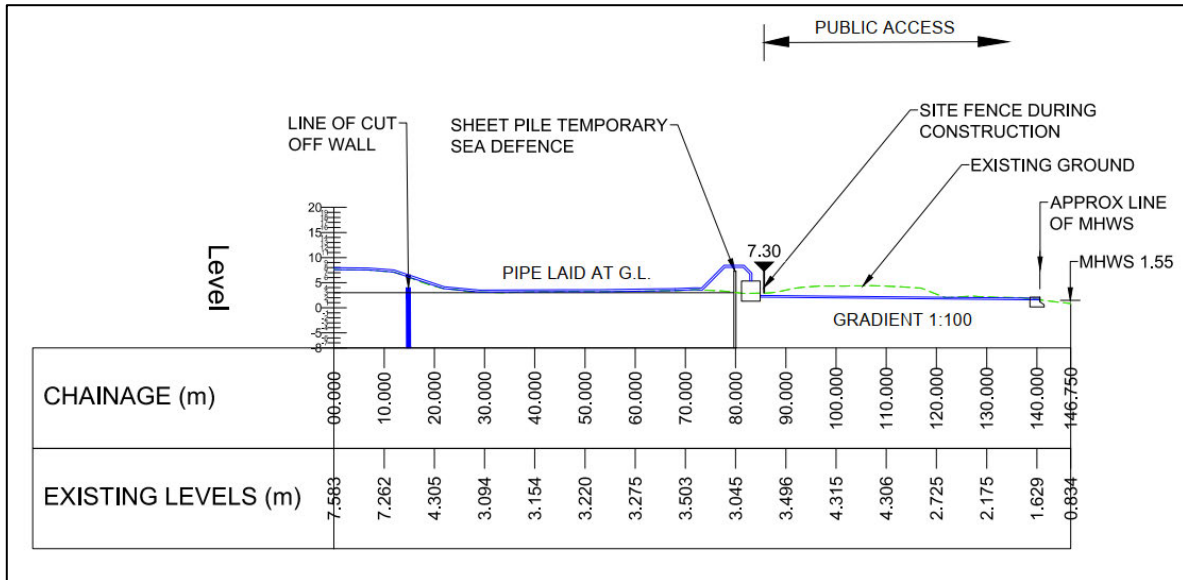 PUBLIC ACCESS
LINE OF CUT
OFF WALL
SHEET PILE TEMPORARY
SEA DEFENCE
SITE FENCE DURING
CONSTRUCTION
EXISTING GROUND
APPROX LINE
OF MHWS
7.30
MHWS 1.55
PIPE LAID AT G.L.
GRADIENT 1:100
Level
20
15
10
5
3
0
-5
-8
CHAINAGE (m)
00.000 10.000 20.000 30.000 40.000 50.000 60.000 70.000 80.000 90.000 100.000 110.000 120.000 130.000 140.000 146.750
EXISTING LEVELS (m)
7.583 7.262 4.305 3.094 3.154 3.220 3.275 3.503 3.045 3.496 4.315 4.306 2.725 2.175 1.629 0.834